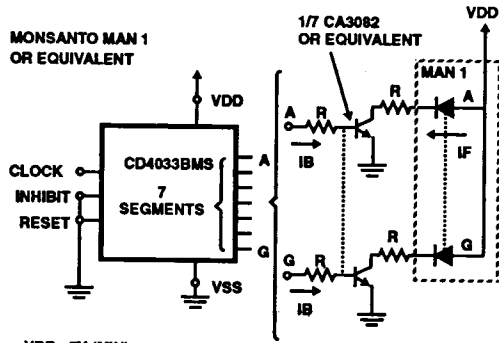 MONSANTO MAN 1
OR EQUIVALENT
1/7 CA3082
OR EQUIVALENT
VDD
VDD
MAN 1
A
R
R
A
IB
IF
CLOCK
INHIBIT
RESET
CD4033BMS
7
SEGMENTS
A
G
VSS
G
R
R
G
IB